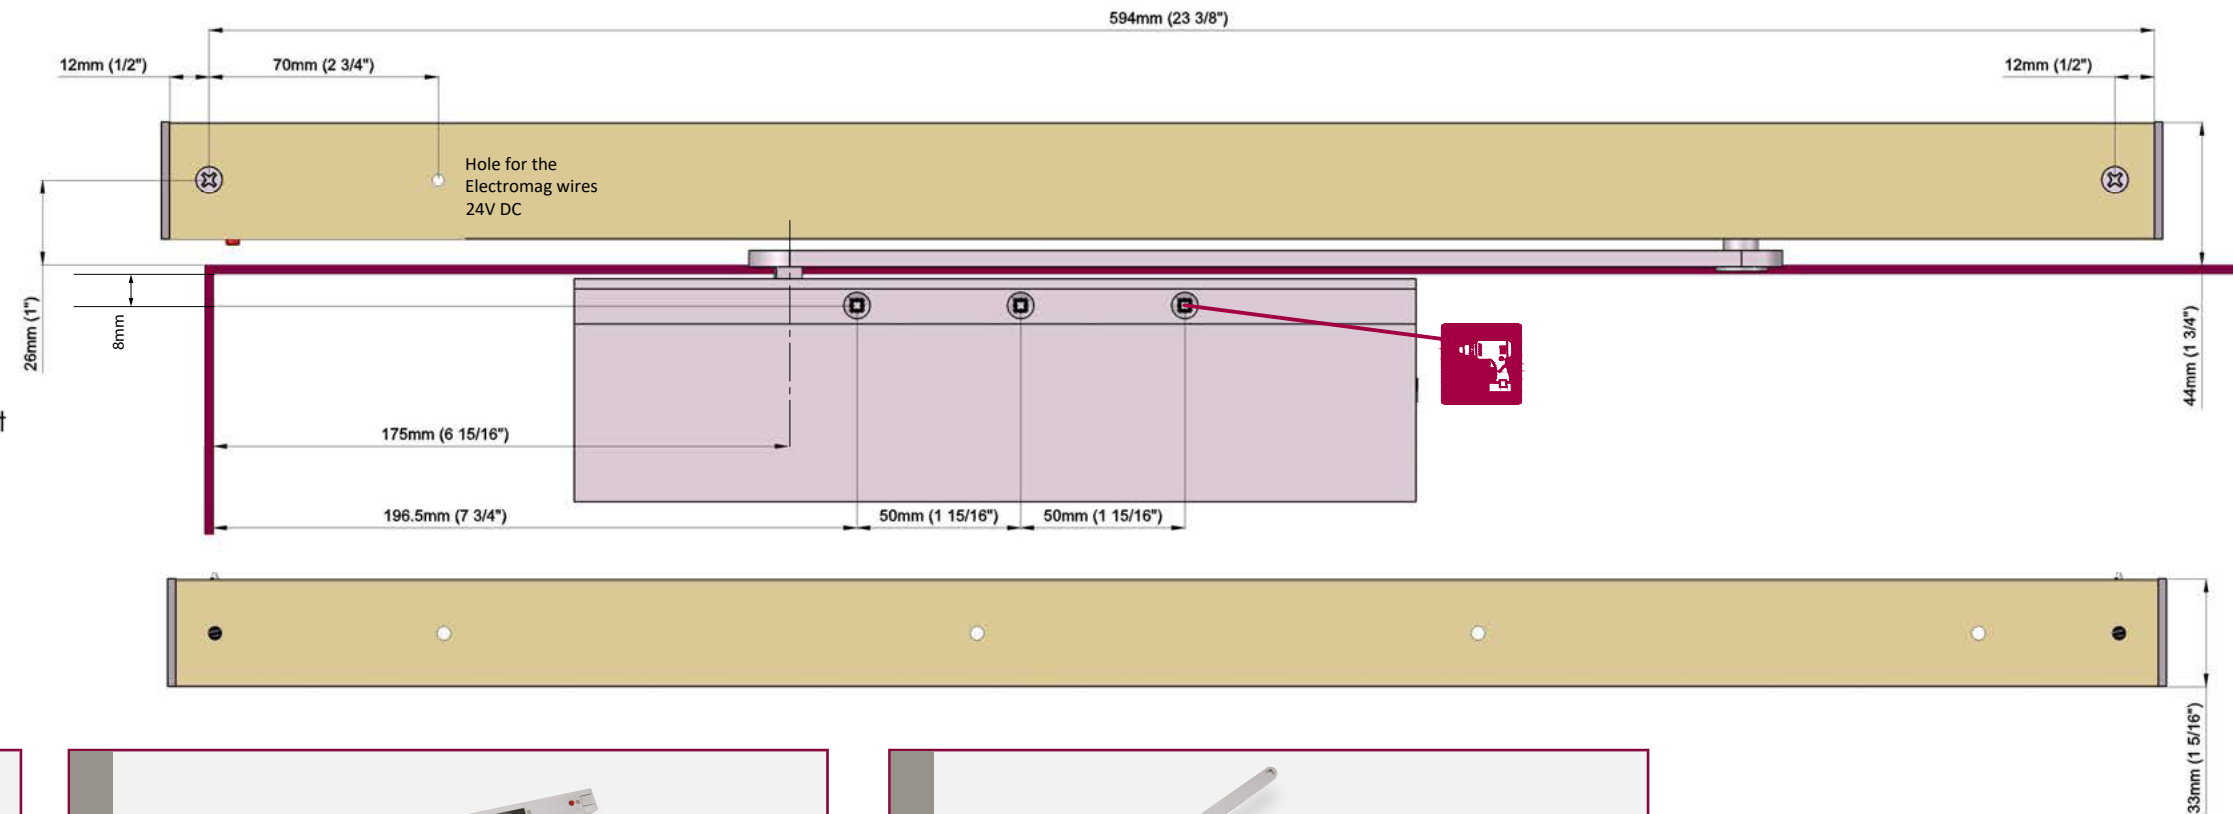 594mm (23 3/8")
12mm (1/2")
70mm (2 3/4")
12mm (1/2")
Hole for the
Electromag wires
24V DC
26mm (1")
8mm
44mm (1 3/4")
t
175mm (6 15/16")
196.5mm (7 3/4")
50mm (1 15/16")
50mm (1 15/16")
33mm (1 5/16")